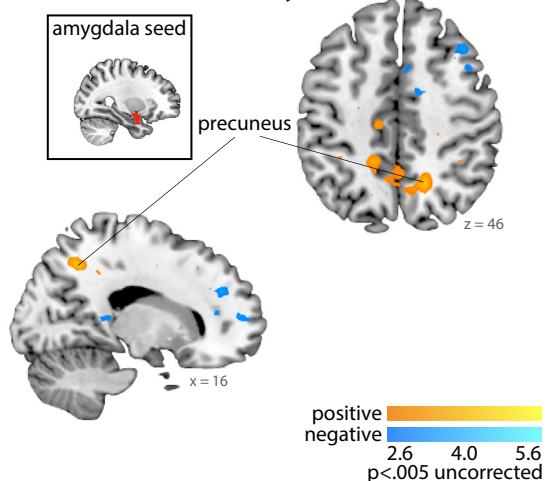 amygdala seed
precuneus
z = 46
x = 16
positive
negative
2.6 4.0 5.6
p<.005 uncorrected